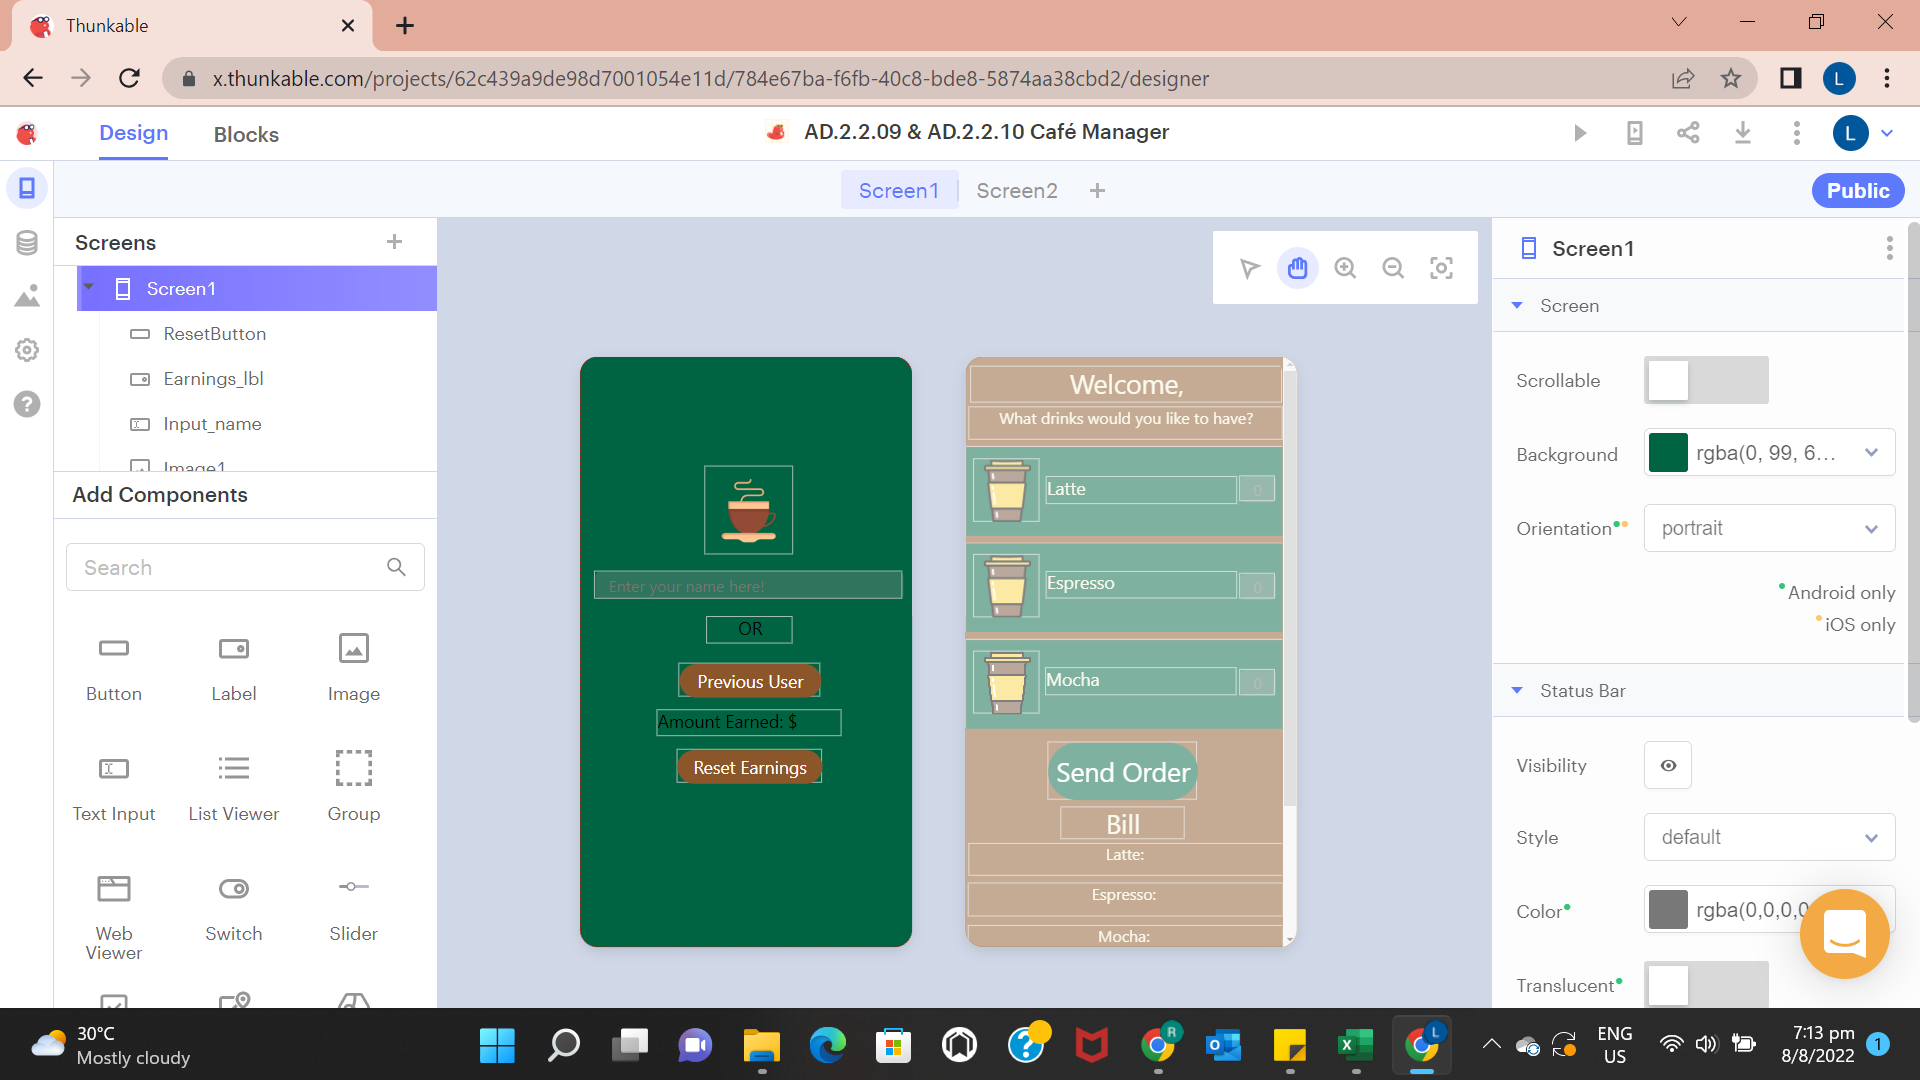 Thunkable
x.thunkable.com/projects/62c439a9de98d7001054e11d/784e67ba-f6fb-40c8-bde8-5874aa38cbd2/designer
L
Design
Blocks
AD.2.2.09 & AD.2.2.10 Café Manager
L
Screen1
Screen2
Public
Screens
Screen1
ResetButton
Earnings_lbl
Input_name
Image1
Add Components
Search
Button
Label
Image
Text Input
List Viewer
Group
Web Viewer
Switch
Slider
Enter your name here!
OR
Previous User
Amount Earned: $
Reset Earnings
Welcome,
What drinks would you like to have?
Latte
0
Espresso
0
Mocha
0
Send Order
Bill
Latte:
Espresso:
Mocha:
Screen1
Screen
Scrollable
Background
rgba(0, 99, 6...
Orientation
portrait
Android only
iOS only
Status Bar
Visibility
Style
default
Color
rgba(0,0,0,0
Translucent
30°C
Mostly cloudy
R
L
ENG
US
7:13 pm
8/8/2022
1